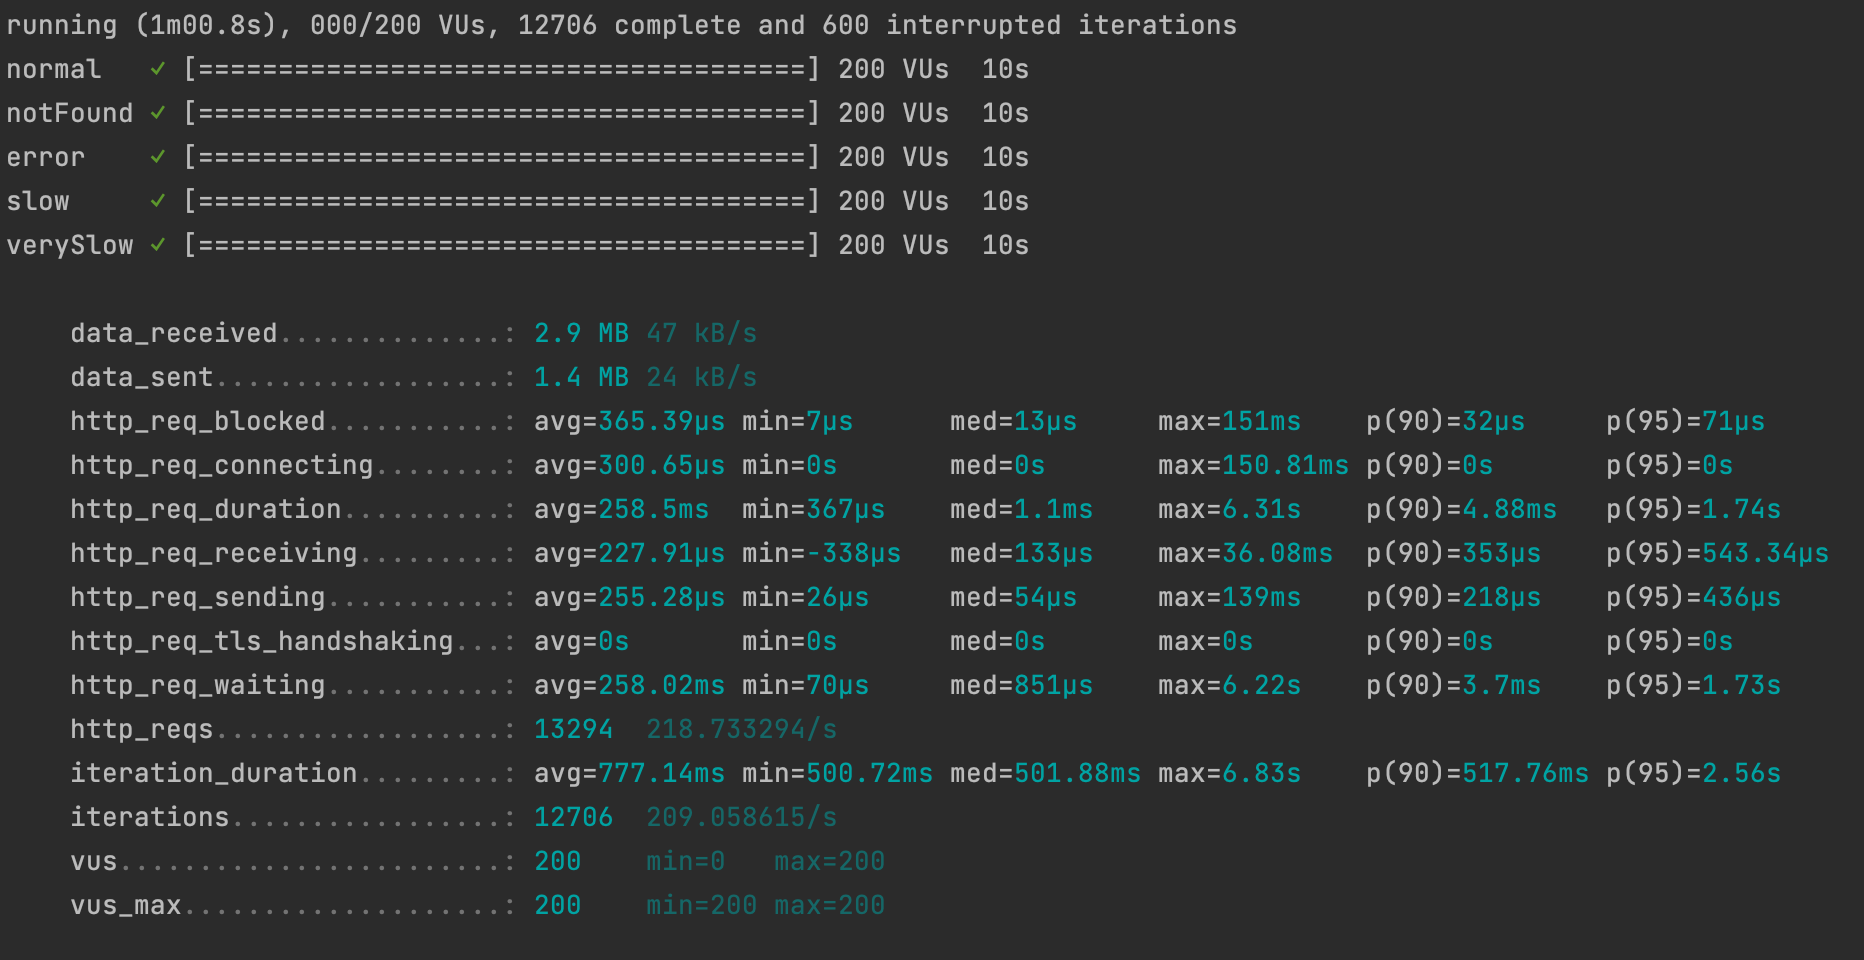 running (1m00.8s), 000/200 VUs, 12706 complete and 600 interrupted iterations
normal   ✓ [======================================] 200 VUs  10s
notFound ✓ [======================================] 200 VUs  10s
error    ✓ [======================================] 200 VUs  10s
slow     ✓ [======================================] 200 VUs  10s
verySlow ✓ [======================================] 200 VUs  10s
data_received..............: 2.9 MB 47 kB/s
data_sent..................: 1.4 MB 24 kB/s
http_req_blocked...........: avg=365.39µs min=7µs      med=13µs     max=151ms    p(90)=32µs     p(95)=71µs
http_req_connecting........: avg=300.65µs min=0s       med=0s       max=150.81ms p(90)=0s       p(95)=0s
http_req_duration..........: avg=258.5ms  min=367µs    med=1.1ms    max=6.31s    p(90)=4.88ms   p(95)=1.74s
http_req_receiving.........: avg=227.91µs min=-338µs   med=133µs    max=36.08ms  p(90)=353µs    p(95)=543.34µs
http_req_sending...........: avg=255.28µs min=26µs     med=54µs     max=139ms    p(90)=218µs    p(95)=436µs
http_req_tls_handshaking...: avg=0s       min=0s       med=0s       max=0s       p(90)=0s       p(95)=0s
http_req_waiting...........: avg=258.02ms min=70µs     med=851µs    max=6.22s    p(90)=3.7ms    p(95)=1.73s
http_reqs..................: 13294  218.733294/s
iteration_duration.........: avg=777.14ms min=500.72ms med=501.88ms max=6.83s    p(90)=517.76ms p(95)=2.56s
iterations.................: 12706  209.058615/s
vus........................: 200    min=0   max=200
vus_max....................: 200    min=200 max=200